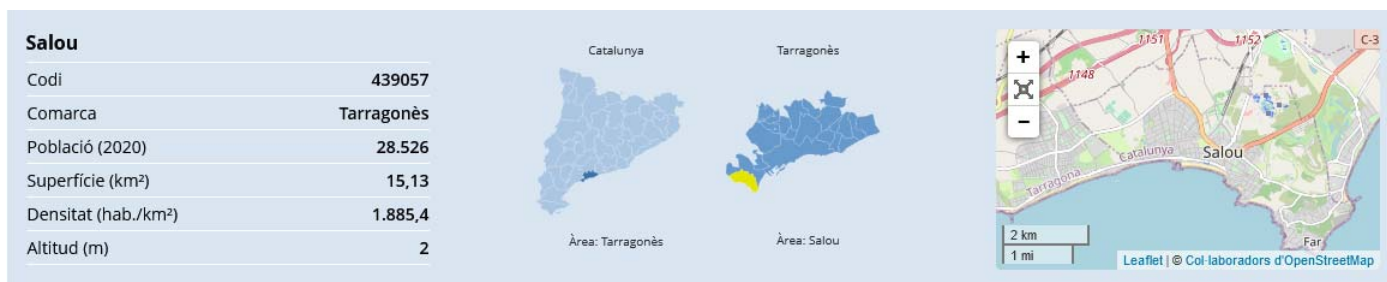 Salou
Codi 439057
Comarca Tarragonès
Població (2020) 28.526
Superfície (km²) 15,13
Densitat (hab./km²) 1.885,4
Altitud (m) 2
Catalunya
Àrea: Tarragonès
Tarragonès
Àrea: Salou
+
−
1151
1152
C-3
1148
Catalunya
Salou
Tarragona
Far
2 km
1 mi
Leaflet | © Col·laboradors d'OpenStreetMap